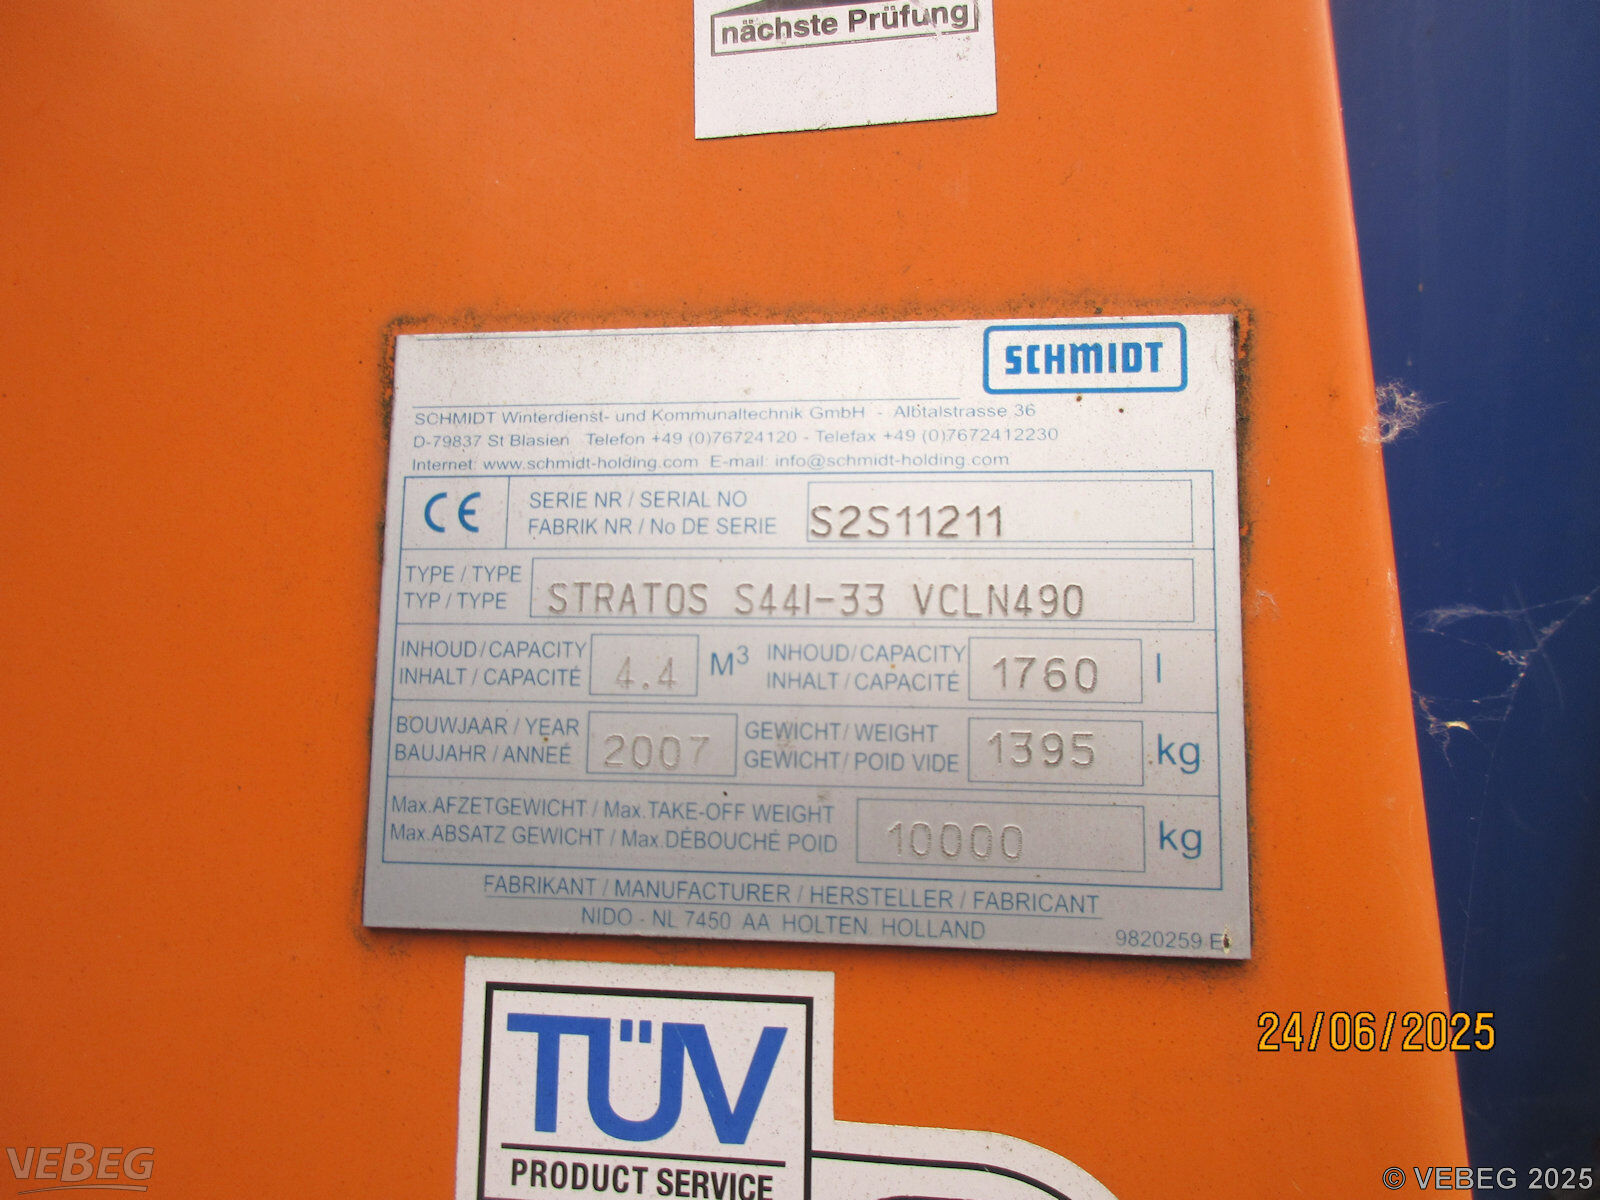 nächste Prüfung
SCHMIDT
SCHMIDT Winterdienst- und Kommunaltechnik GmbH - Albtalstrasse 36
D-79837 St Blasien Telefon +49 (0)76724120 - Telefax +49 (0)7672412230
Internet: www.schmidt-holding.com E-mail: info@schmidt-holding.com
CE
SERIE NR / SERIAL NO
FABRIK NR / No DE SERIE
S2S11211
TYPE / TYPE
TYP / TYPE
STRATOS S44I-33 VCLN490
INHOUD / CAPACITY
INHALT / CAPACITÉ
4.4 M³
INHOUD / CAPACITY
INHALT / CAPACITÉ
1760 l
BOUWJAAR / YEAR
BAUJAHR / ANNEÉ
2007
GEWICHT / WEIGHT
GEWICHT / POID VIDE
1395 kg
Max. AFZETGEWICHT / Max. TAKE-OFF WEIGHT
Max. ABSATZ GEWICHT / Max. DÉBOUCHÉ POID
10000 kg
FABRIKANT / MANUFACTURER / HERSTELLER / FABRICANT
NIDO - NL 7450 AA HOLTEN HOLLAND
9820259 E
TÜV
PRODUCT SERVICE
24/06/2025
VEBEG
© VEBEG 2025